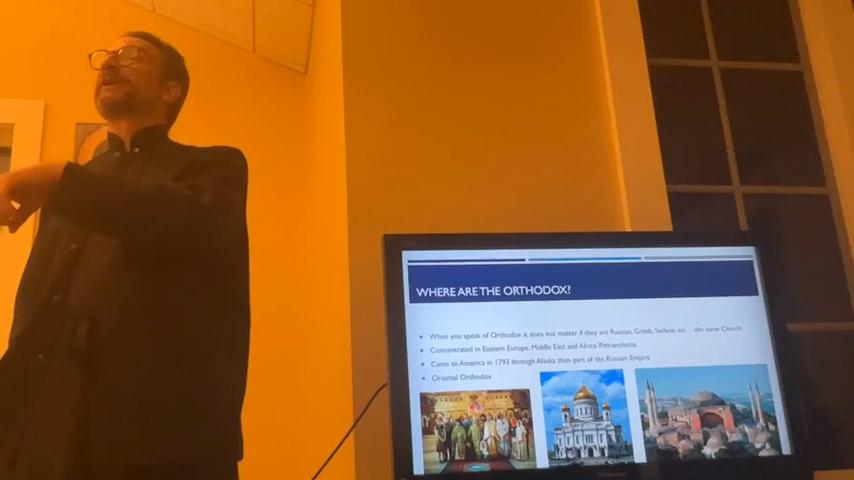 WHERE ARE THE ORTHODOX?
• When you speak of Orthodox it does not matter if they are Russian, Greek, Serbian etc. the same Church
• Concentrated in Eastern Europe, Middle East and Africa Patriarchates
• Came to America in 1793 through Alaska then part of the Russian Empire
• Oriental Orthodox